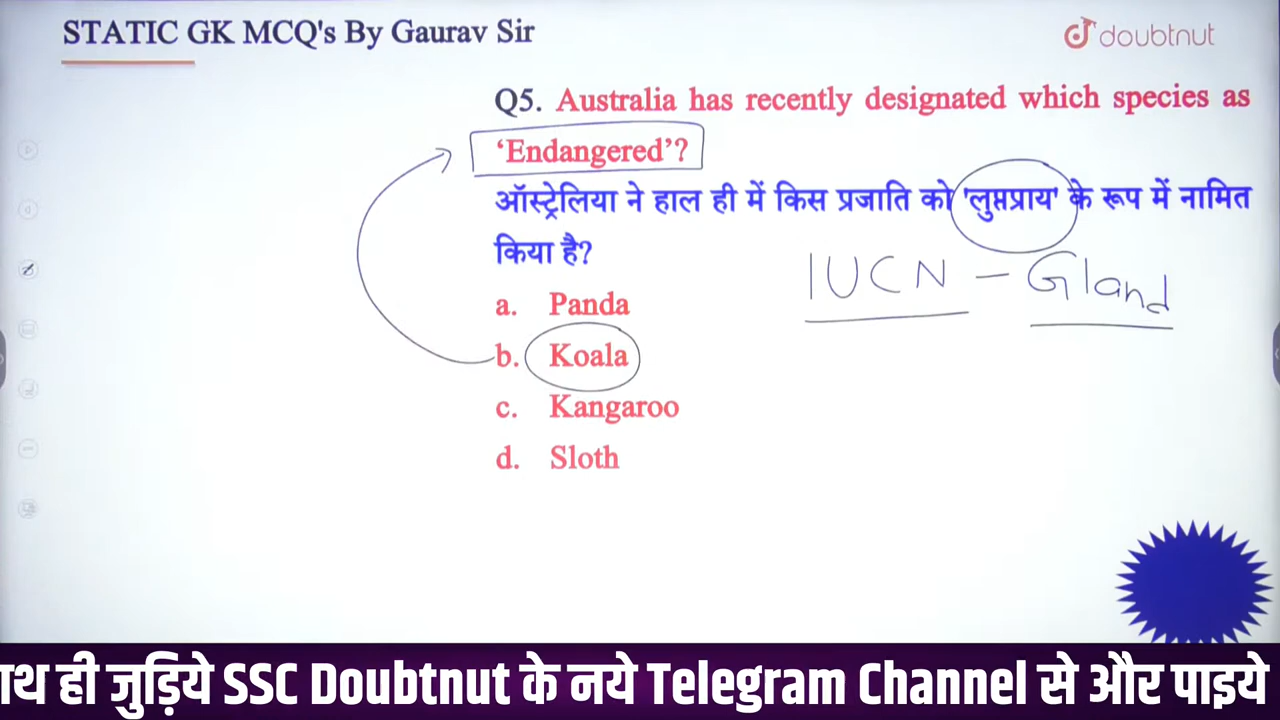 STATIC GK MCQ's By Gaurav Sir
doubtnut
Q5. Australia has recently designated which species as
‘Endangered’?
ऑस्ट्रेलिया ने हाल ही में किस प्रजाति को 'लुप्तप्राय' के रूप में नामित
किया है?
IUCN - Gland
a. Panda
b. Koala
c. Kangaroo
d. Sloth
ाथ ही जुड़िये SSC Doubtnut के नये Telegram Channel से और पाइये